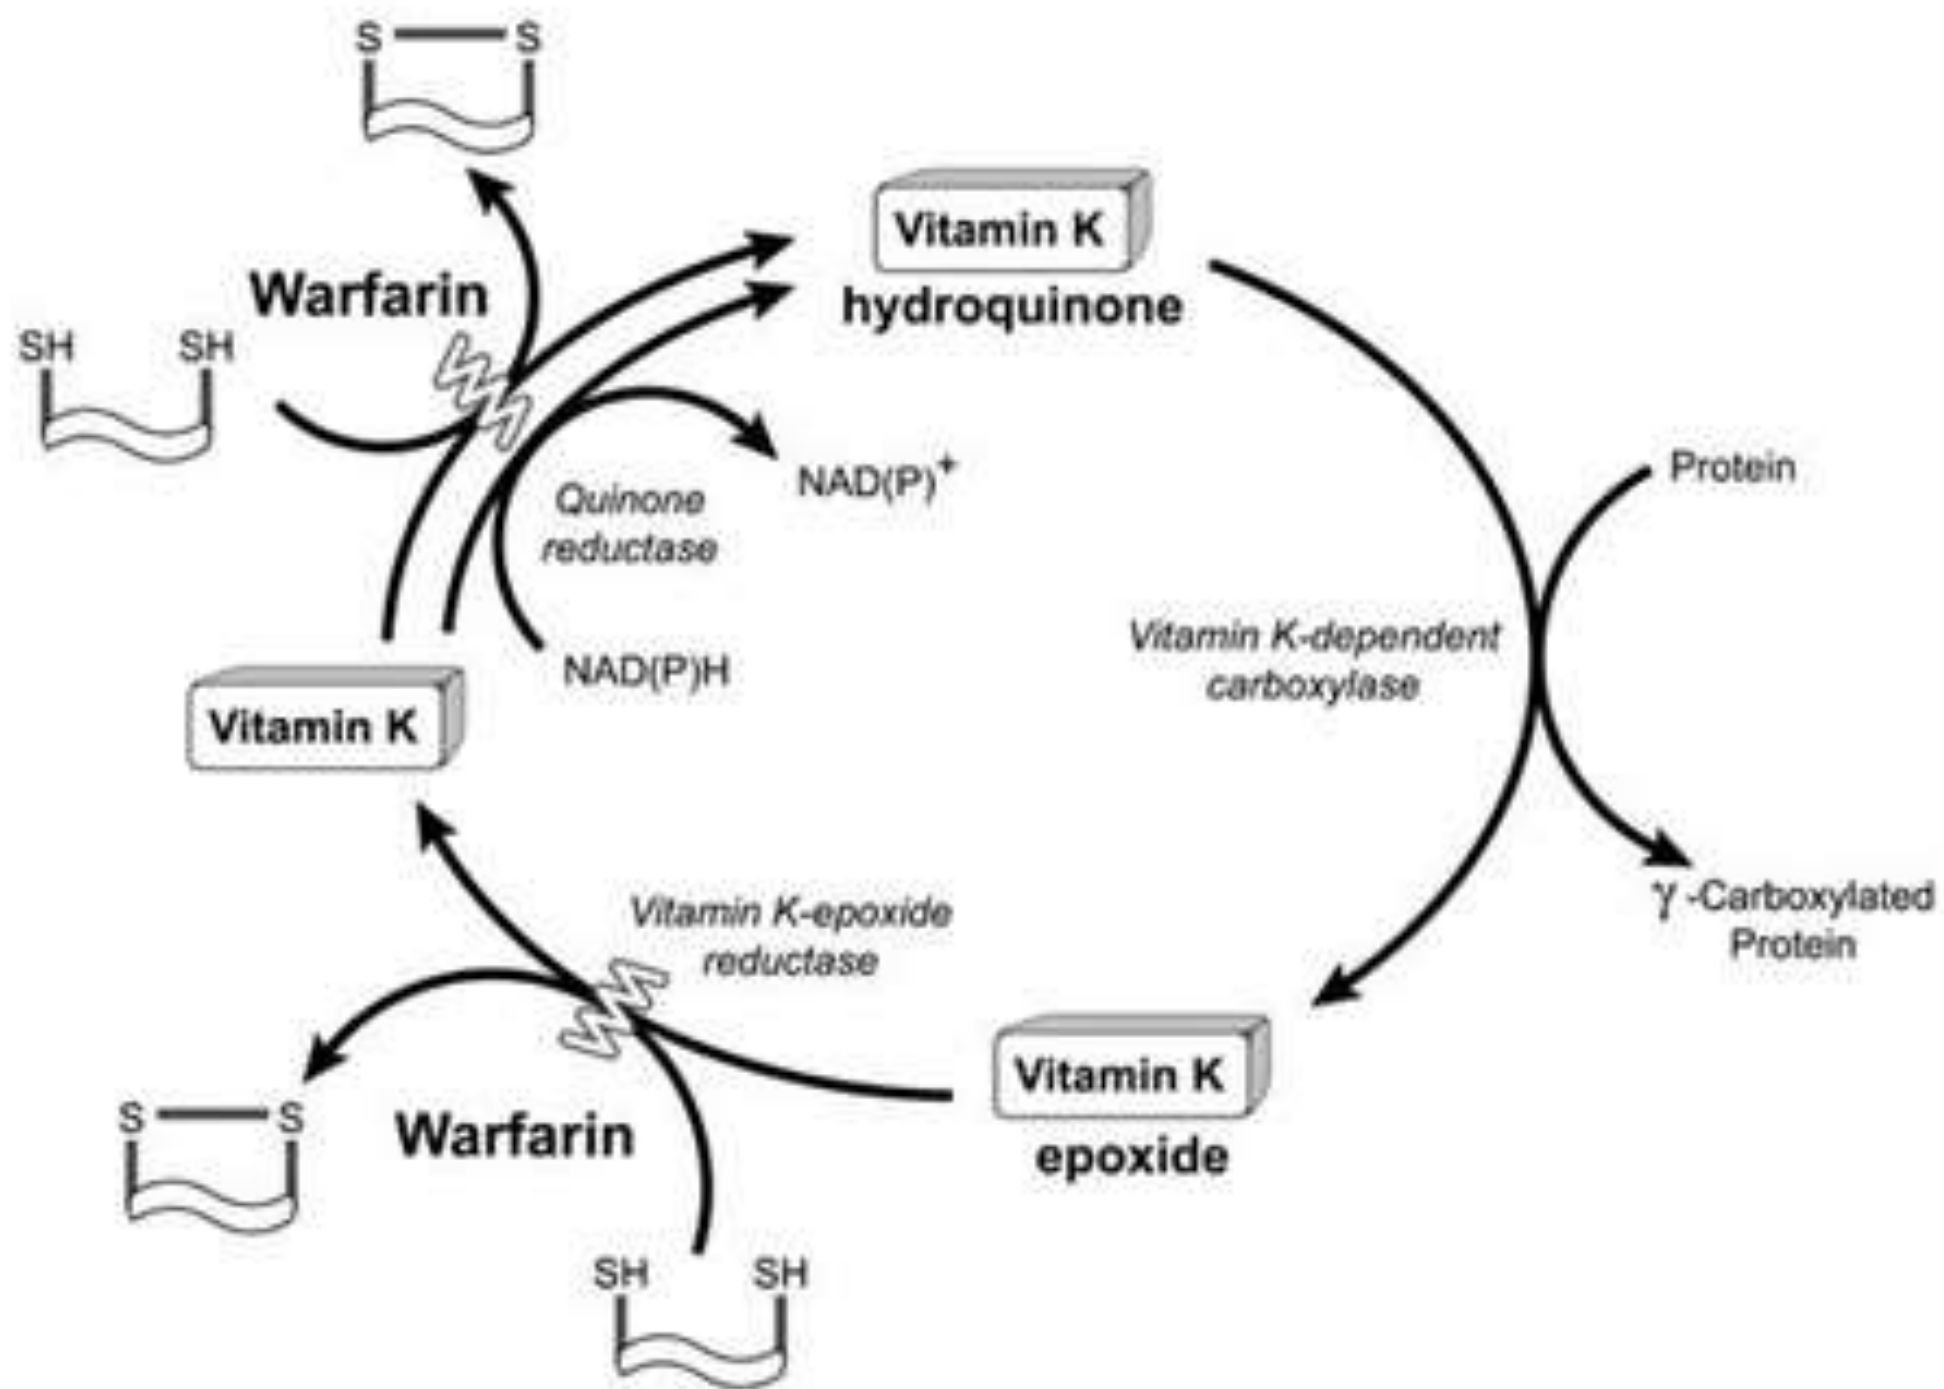 S S
Vitamin K
hydroquinone
Warfarin
SH SH
NAD(P)+
Protein
Quinone
reductase
NAD(P)H
Vitamin K-dependent
carboxylase
Vitamin K
γ-Carboxylated
Protein
Vitamin K-epoxide
reductase
Vitamin K
epoxide
S S
Warfarin
SH SH